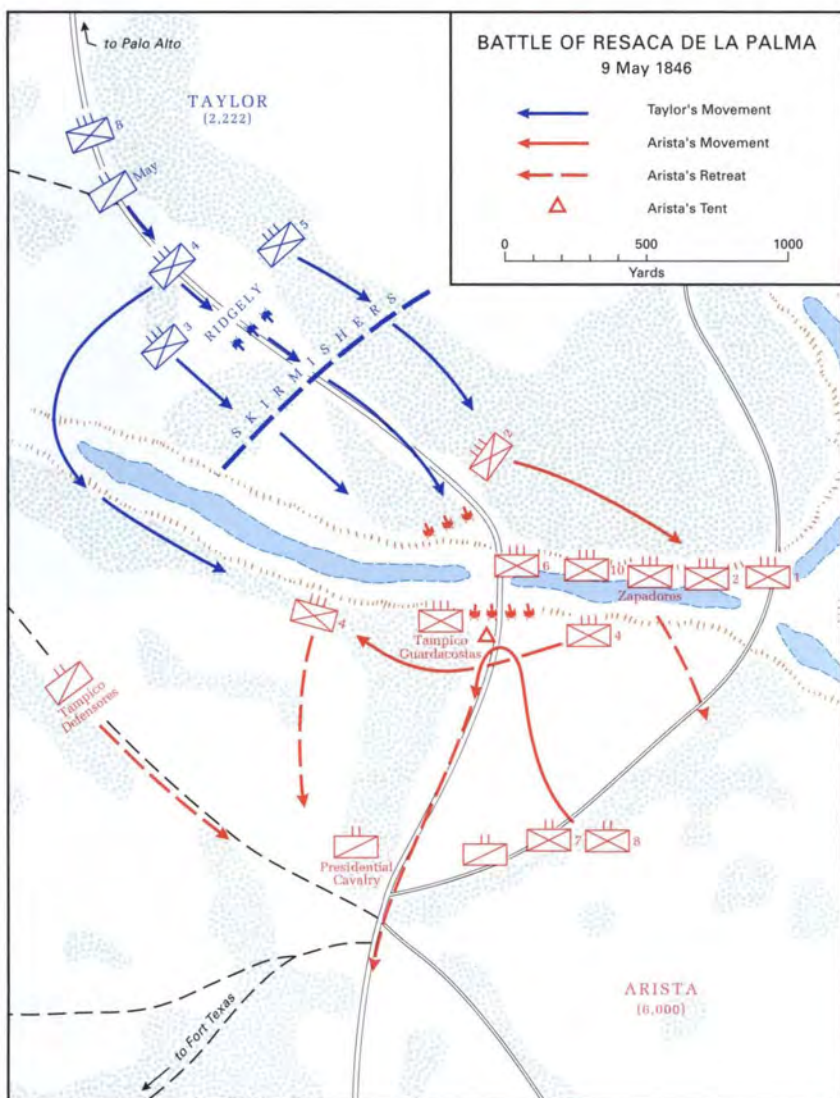 to Palo Alto
BATTLE OF RESACA DE LA PALMA
9 May 1846
Taylor's Movement
Arista's Movement
Arista's Retreat
Arista's Tent
0 500 1000
Yards
TAYLOR
(2,222)
8
May
4
5
3
RIDGELY
SKIRMISHERS
2
6
10
Zapadores
2
1
4
Tampico
Guardacostas
4
Tampico
Defensores
Presidential
Cavalry
7
8
ARISTA
(6,000)
to Fort Texas